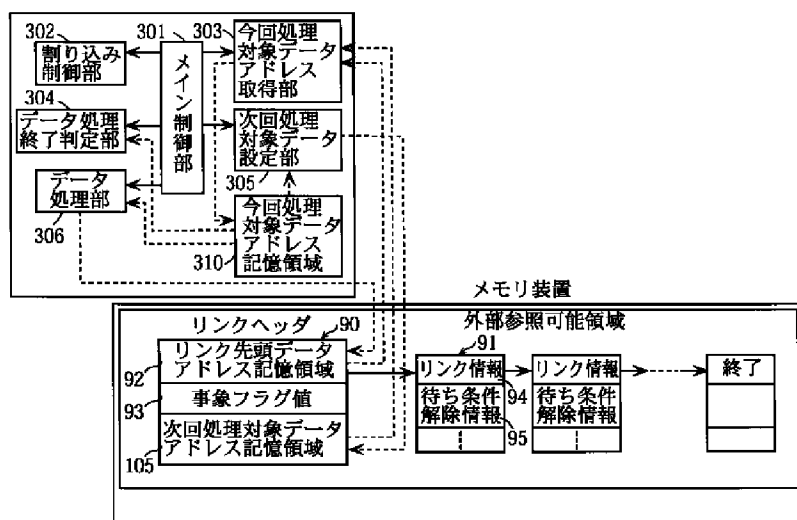 302
割り込み
制御部
301
メイン制御部
303
今回処理
対象データ
アドレス
取得部
304
データ処理
終了判定部
次回処理
対象データ
設定部
305
データ
処理部
306
今回処理
対象データ
アドレス
記憶領域
310
メモリ装置
外部参照可能領域
リンクヘッダ
90
リンク先頭データ
アドレス記憶領域
92
事象フラグ値
93
次回処理対象データ
アドレス記憶領域
105
91
リンク情報
94
待ち条件
解除情報
95
リンク情報
待ち条件
解除情報
終了